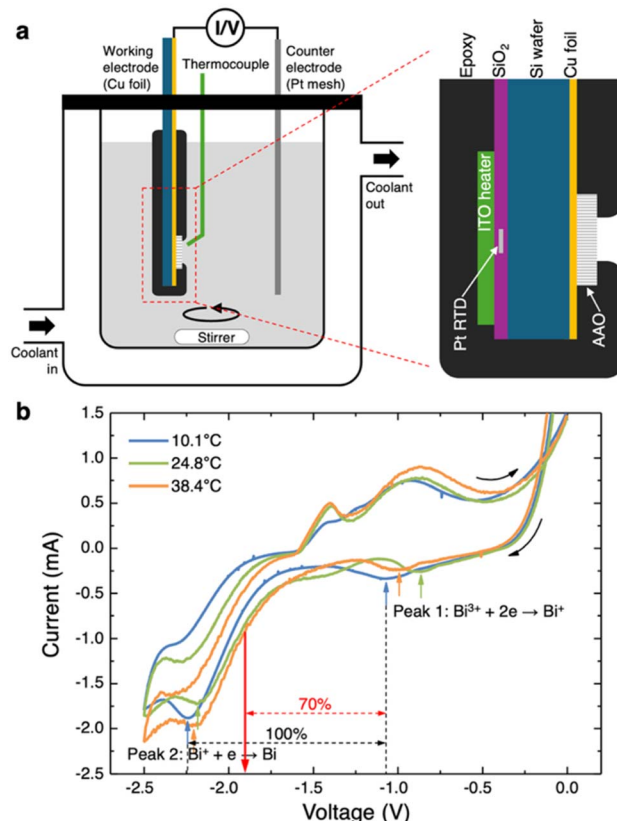 a
I/V
Working
electrode
(Cu foil)
Thermocouple
Counter
electrode
(Pt mesh)
Coolant
out
Coolant
in
Stirrer
Epoxy
SiO2
Si wafer
Cu foil
ITO heater
Pt RTD
AAO
b
10.1°C
24.8°C
38.4°C
Peak 1: Bi³⁺ + 2e → Bi⁺
70%
100%
Peak 2: Bi⁺ + e → Bi
Current (mA)
1.5
1.0
0.5
0.0
-0.5
-1.0
-1.5
-2.0
-2.5
-2.5 -2.0 -1.5 -1.0 -0.5 0.0
Voltage (V)